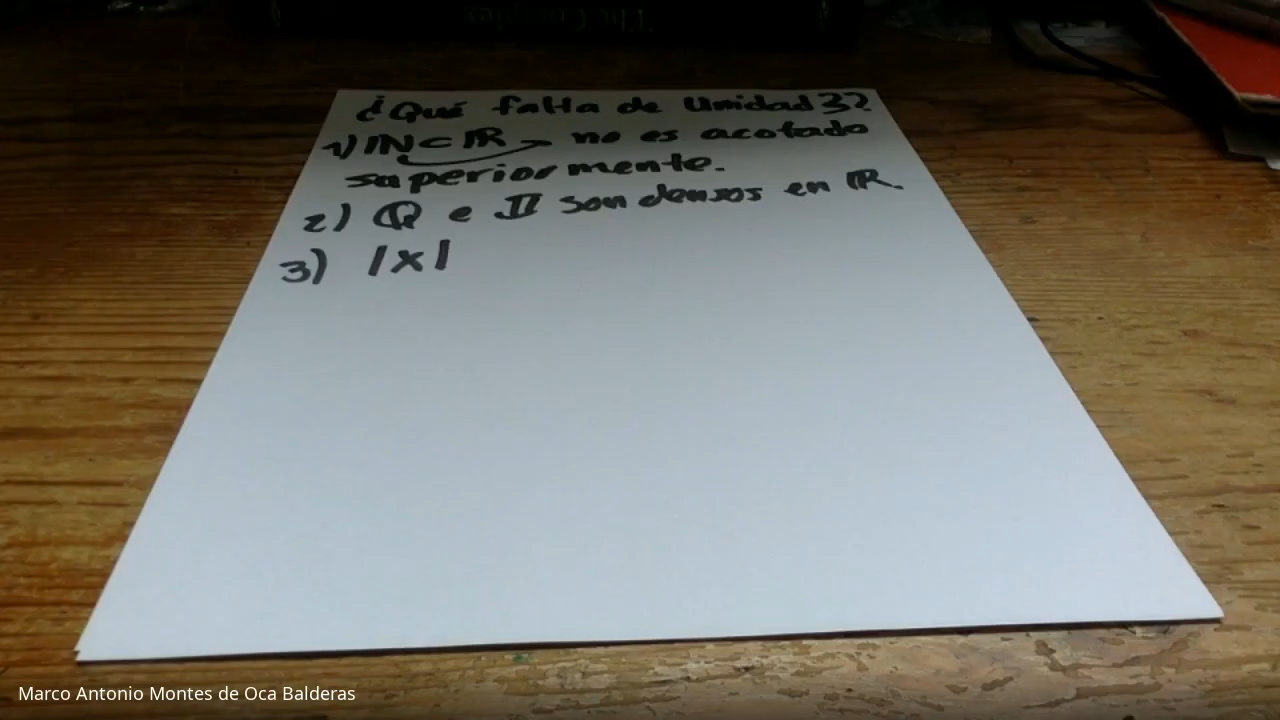 ¿Qué falta de Unidad 3?
1) ℕ ⊂ ℝ → no es acotado
superiormente.
2) ℚ e 𝕀 son densos en ℝ.
3) |x|
Marco Antonio Montes de Oca Balderas